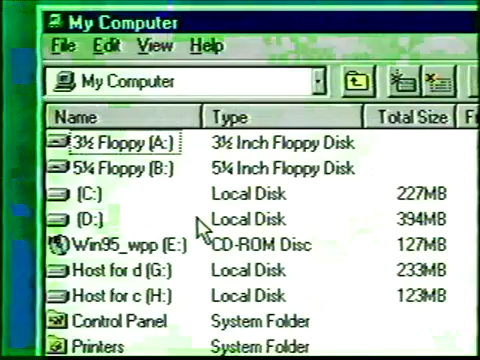 My Computer
File Edit View Help
My Computer
Name Type Total Size
3½ Floppy (A:) 3½ Inch Floppy Disk
5¼ Floppy (B:) 5¼ Inch Floppy Disk
(C:) Local Disk 227MB
(D:) Local Disk 394MB
Win95_wpp (E:) CD-ROM Disc 127MB
Host for d (G:) Local Disk 233MB
Host for c (H:) Local Disk 123MB
Control Panel System Folder
Printers System Folder